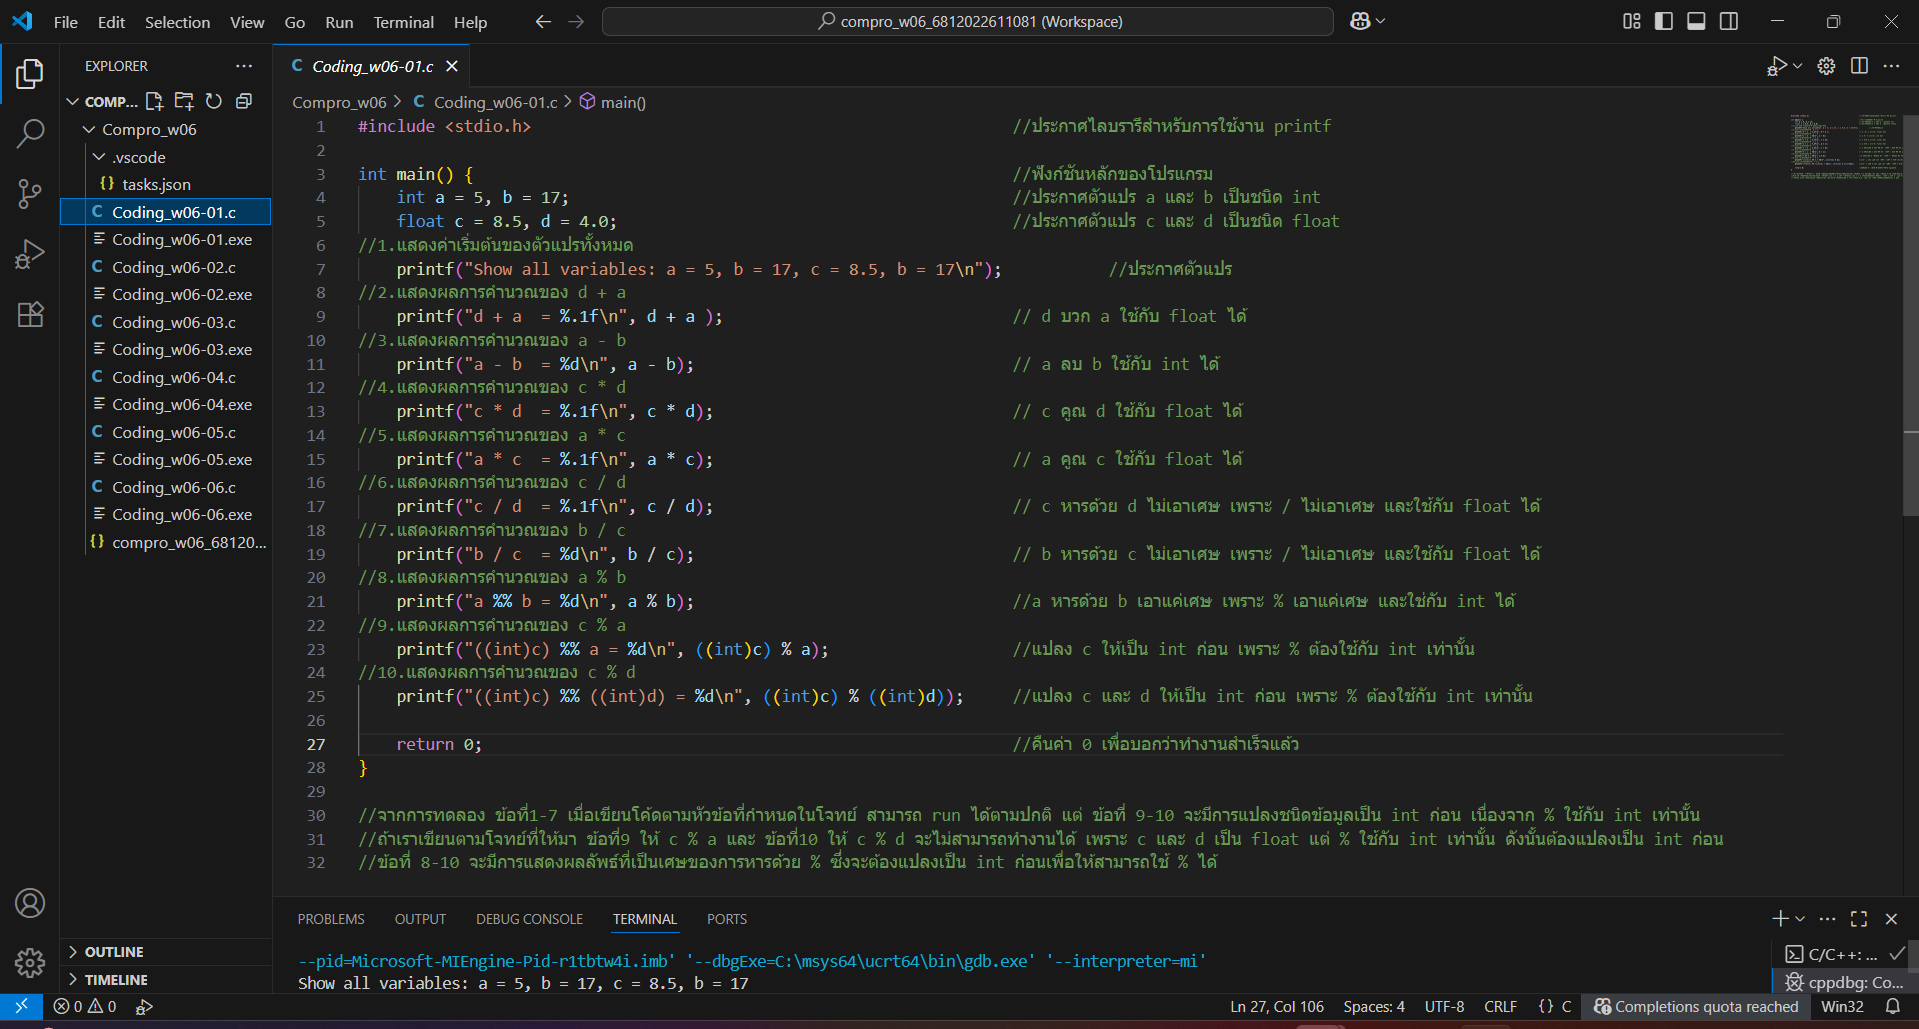 File Edit Selection View Go Run Terminal Help
compro_w06_6812022611081 (Workspace)
EXPLORER
COMP...
Compro_w06
.vscode
tasks.json
Coding_w06-01.c
Coding_w06-01.exe
Coding_w06-02.c
Coding_w06-02.exe
Coding_w06-03.c
Coding_w06-03.exe
Coding_w06-04.c
Coding_w06-04.exe
Coding_w06-05.c
Coding_w06-05.exe
Coding_w06-06.c
Coding_w06-06.exe
compro_w06_68120...
OUTLINE
TIMELINE
Coding_w06-01.c
Compro_w06 > C Coding_w06-01.c > main()
1 #include <stdio.h> //ประกาศไลบรารีสำหรับการใช้งาน printf
2
3 int main() { //ฟังก์ชันหลักของโปรแกรม
4 int a = 5, b = 17; //ประกาศตัวแปร a และ b เป็นชนิด int
5 float c = 8.5, d = 4.0; //ประกาศตัวแปร c และ d เป็นชนิด float
6 //1.แสดงค่าเริ่มต้นของตัวแปรทั้งหมด
7 printf("Show all variables: a = 5, b = 17, c = 8.5, b = 17\n"); //ประกาศตัวแปร
8 //2.แสดงผลการคำนวณของ d + a
9 printf("d + a  = %.1f\n", d + a ); // d บวก a ใช้กับ float ได้
10 //3.แสดงผลการคำนวณของ a - b
11 printf("a - b  = %d\n", a - b); // a ลบ b ใช้กับ int ได้
12 //4.แสดงผลการคำนวณของ c * d
13 printf("c * d  = %.1f\n", c * d); // c คูณ d ใช้กับ float ได้
14 //5.แสดงผลการคำนวณของ a * c
15 printf("a * c  = %.1f\n", a * c); // a คูณ c ใช้กับ float ได้
16 //6.แสดงผลการคำนวณของ c / d
17 printf("c / d  = %.1f\n", c / d); // c หารด้วย d ไม่เอาเศษ เพราะ / ไม่เอาเศษ และใช้กับ float ได้
18 //7.แสดงผลการคำนวณของ b / c
19 printf("b / c  = %d\n", b / c); // b หารด้วย c ไม่เอาเศษ เพราะ / ไม่เอาเศษ และใช้กับ float ได้
20 //8.แสดงผลการคำนวณของ a % b
21 printf("a %% b = %d\n", a % b); //a หารด้วย b เอาแค่เศษ เพราะ % เอาแค่เศษ และใช่กับ int ได้
22 //9.แสดงผลการคำนวณของ c % a
23 printf("((int)c) %% a = %d\n", ((int)c) % a); //แปลง c ให้เป็น int ก่อน เพราะ % ต้องใช้กับ int เท่านั้น
24 //10.แสดงผลการคำนวณของ c % d
25 printf("((int)c) %% ((int)d) = %d\n", ((int)c) % ((int)d)); //แปลง c และ d ให้เป็น int ก่อน เพราะ % ต้องใช้กับ int เท่านั้น
26
27 return 0; //คืนค่า 0 เพื่อบอกว่าทำงานสำเร็จแล้ว
28 }
29
30 //จากการทดลอง ข้อที่1-7 เมื่อเขียนโค้ดตามหัวข้อที่กำหนดในโจทย์ สามารถ run ได้ตามปกติ แต่ ข้อที่ 9-10 จะมีการแปลงชนิดข้อมูลเป็น int ก่อน เนื่องจาก % ใช้กับ int เท่านั้น
31 //ถ้าเราเขียนตามโจทย์ที่ให้มา ข้อที่9 ให้ c % a และ ข้อที่10 ให้ c % d จะไม่สามารถทำงานได้ เพราะ c และ d เป็น float แต่ % ใช้กับ int เท่านั้น ดังนั้นต้องแปลงเป็น int ก่อน
32 //ข้อที่ 8-10 จะมีการแสดงผลลัพธ์ที่เป็นเศษของการหารด้วย % ซึ่งจะต้องแปลงเป็น int ก่อนเพื่อให้สามารถใช้ % ได้
PROBLEMS OUTPUT DEBUG CONSOLE TERMINAL PORTS
--pid=Microsoft-MIEngine-Pid-r1tbtw4i.imb' '--dbgExe=C:\msys64\ucrt64\bin\gdb.exe' '--interpreter=mi'
Show all variables: a = 5, b = 17, c = 8.5, b = 17
C/C++: ...
cppdbg: Co...
0 0 Ln 27, Col 106 Spaces: 4 UTF-8 CRLF {} C Completions quota reached Win32